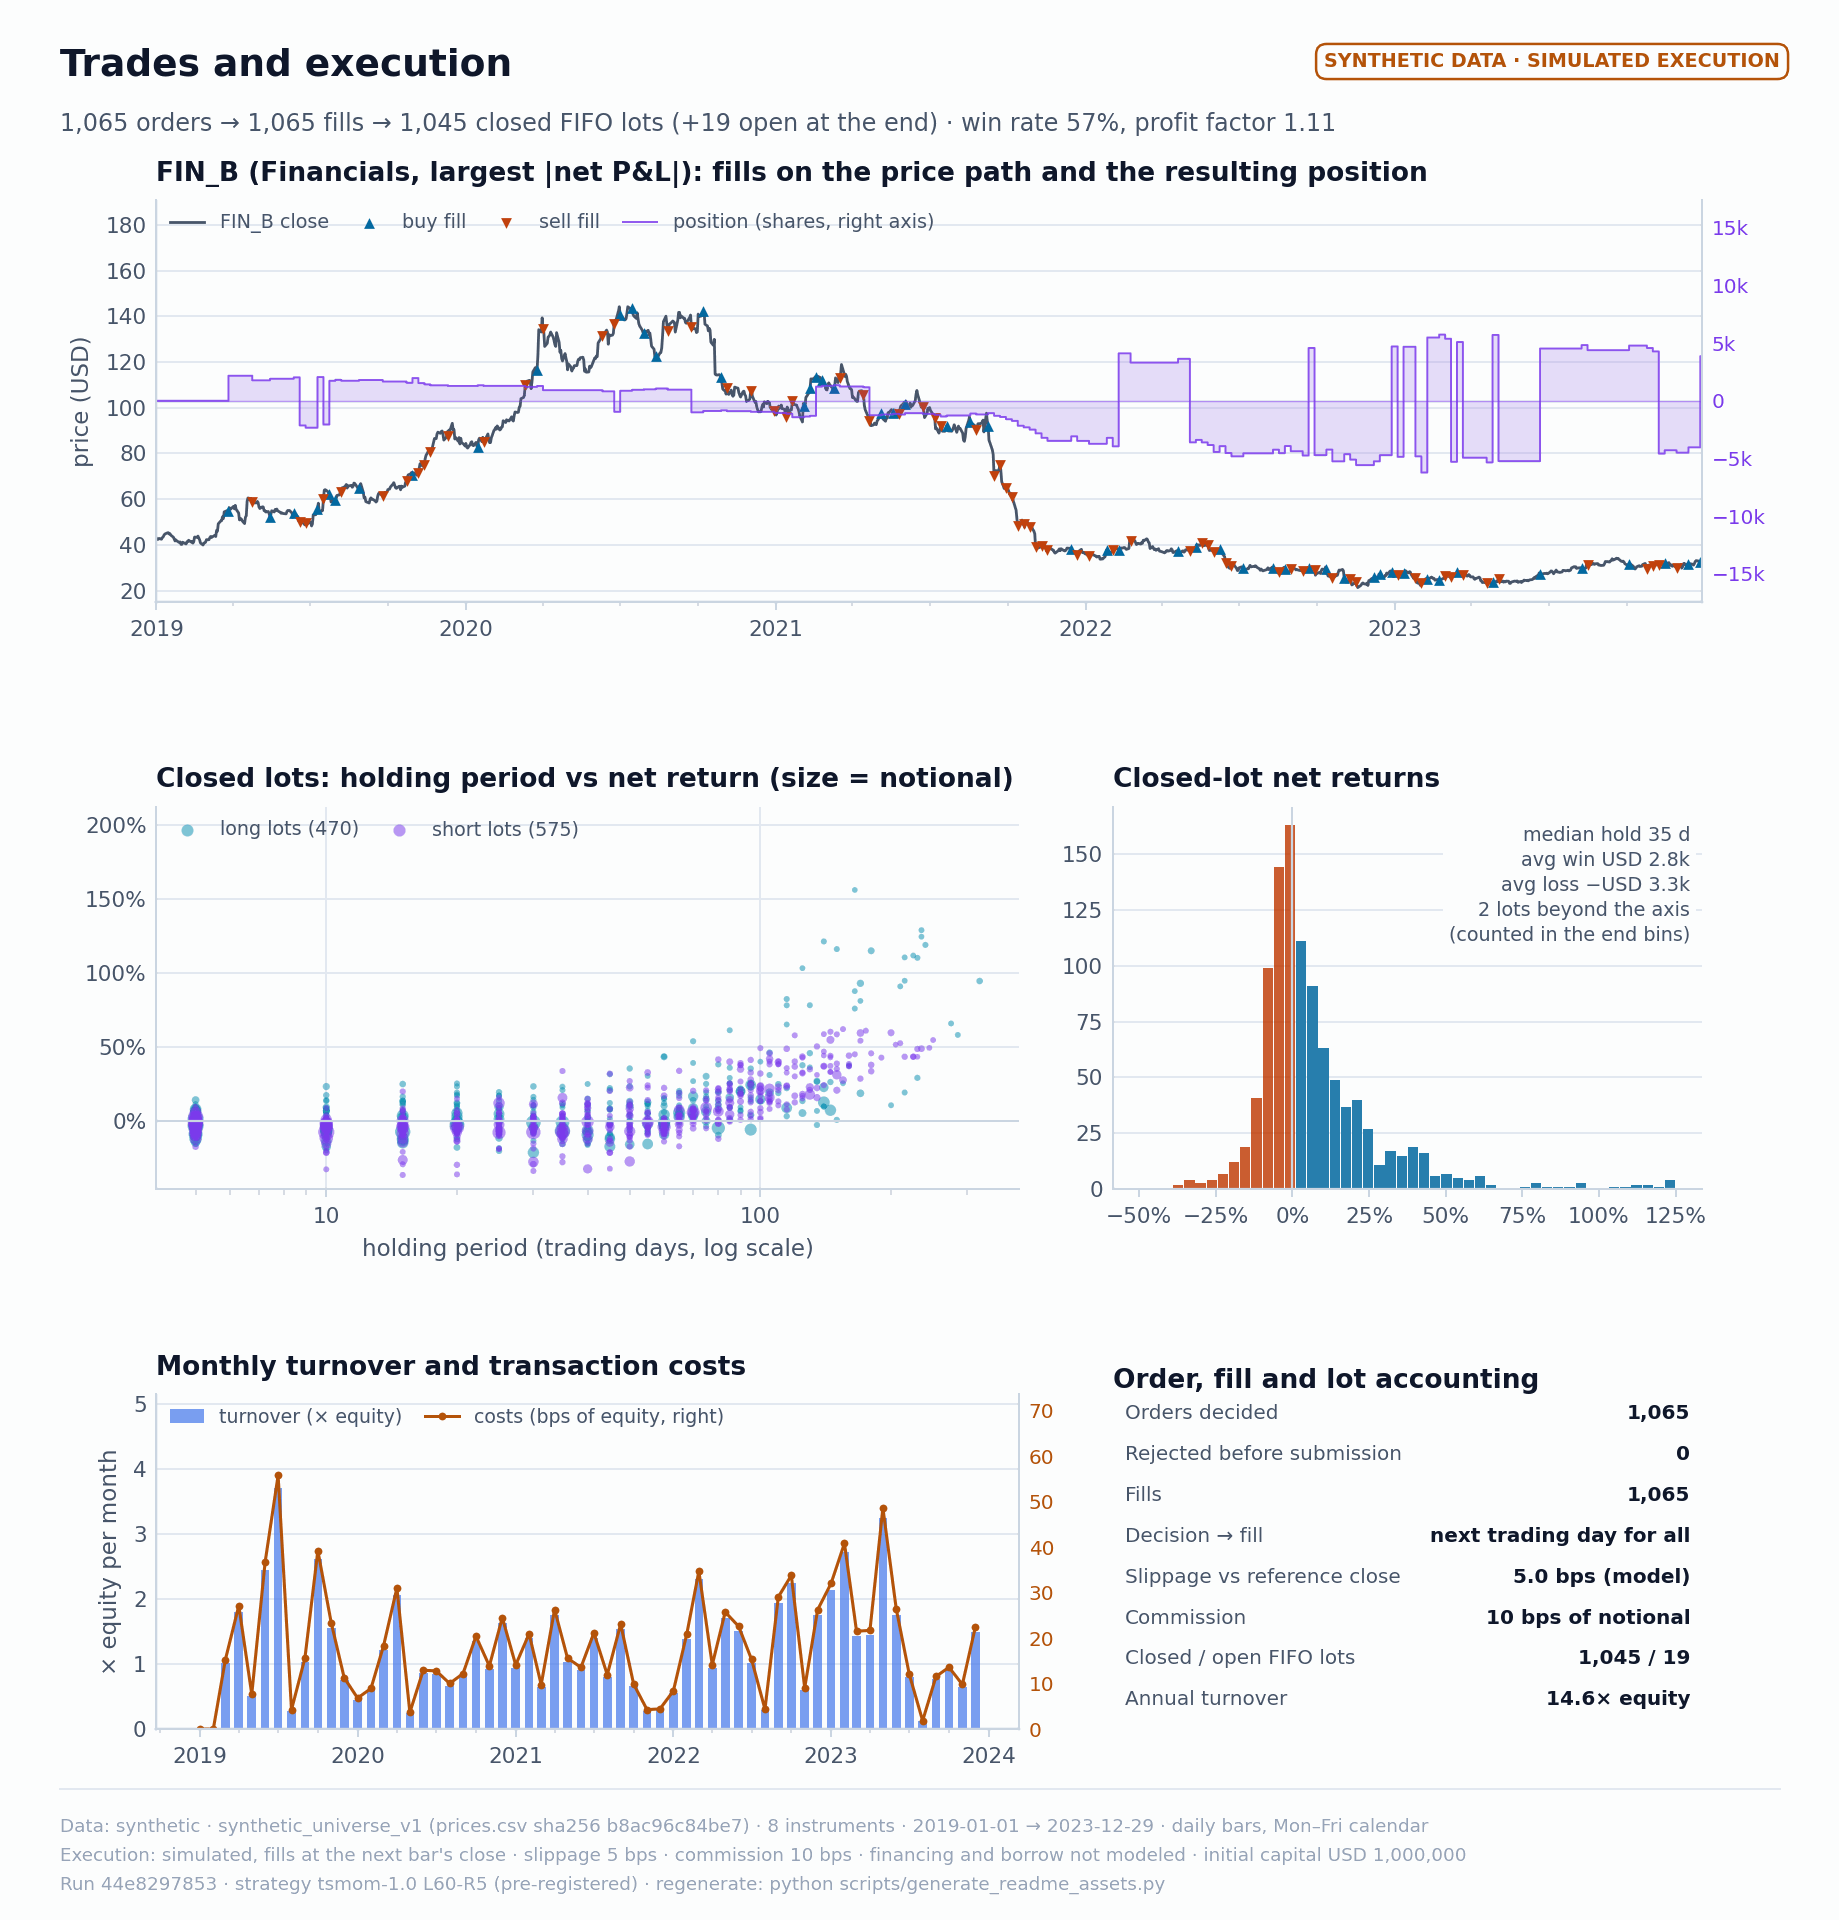 Trades and execution
SYNTHETIC DATA · SIMULATED EXECUTION
1,065 orders → 1,065 fills → 1,045 closed FIFO lots (+19 open at the end) · win rate 57%, profit factor 1.11
FIN_B (Financials, largest |net P&L|): fills on the price path and the resulting position
FIN_B close
buy fill
sell fill
position (shares, right axis)
price (USD)
180
160
140
120
100
80
60
40
20
15k
10k
5k
0
−5k
−10k
−15k
2019
2020
2021
2022
2023
Closed lots: holding period vs net return (size = notional)
long lots (470)
short lots (575)
200%
150%
100%
50%
0%
10
100
holding period (trading days, log scale)
Closed-lot net returns
median hold 35 d
avg win USD 2.8k
avg loss −USD 3.3k
2 lots beyond the axis
(counted in the end bins)
150
125
100
75
50
25
0
−50%
−25%
0%
25%
50%
75%
100%
125%
Monthly turnover and transaction costs
turnover (× equity)
costs (bps of equity, right)
× equity per month
5
4
3
2
1
0
70
60
50
40
30
20
10
0
2019
2020
2021
2022
2023
2024
Order, fill and lot accounting
Orders decided 1,065
Rejected before submission 0
Fills 1,065
Decision → fill next trading day for all
Slippage vs reference close 5.0 bps (model)
Commission 10 bps of notional
Closed / open FIFO lots 1,045 / 19
Annual turnover 14.6× equity
Data: synthetic · synthetic_universe_v1 (prices.csv sha256 b8ac96c84be7) · 8 instruments · 2019-01-01 → 2023-12-29 · daily bars, Mon–Fri calendar
Execution: simulated, fills at the next bar's close · slippage 5 bps · commission 10 bps · financing and borrow not modeled · initial capital USD 1,000,000
Run 44e8297853 · strategy tsmom-1.0 L60-R5 (pre-registered) · regenerate: python scripts/generate_readme_assets.py